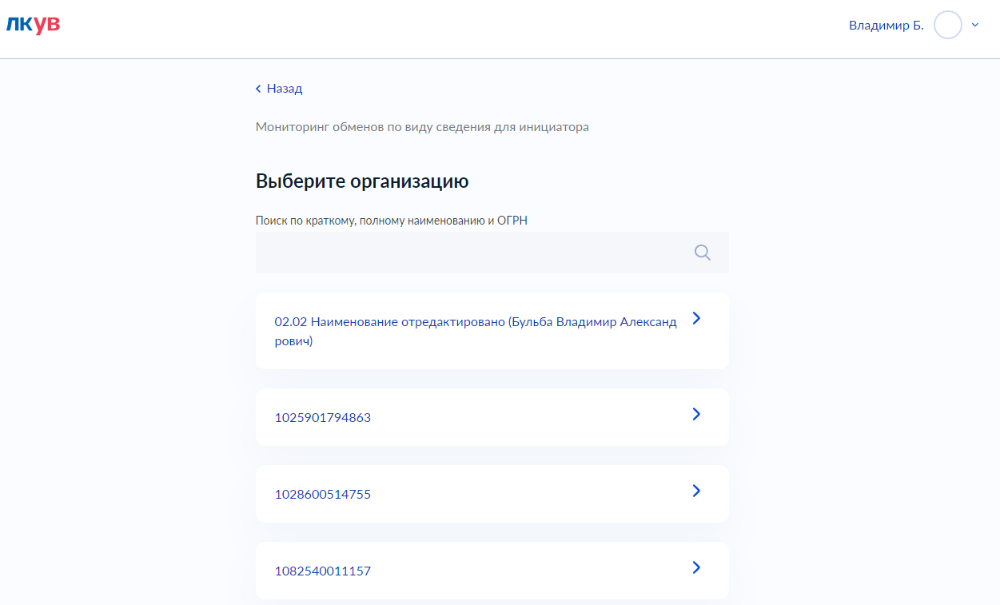 ЛКУВ
Владимир Б.
Назад
Мониторинг обменов по виду сведения для инициатора
Выберите организацию
Поиск по краткому, полному наименованию и ОГРН
02.02 Наименование отредактировано (Бульба Владимир Александ
рович)
1025901794863
1028600514755
1082540011157